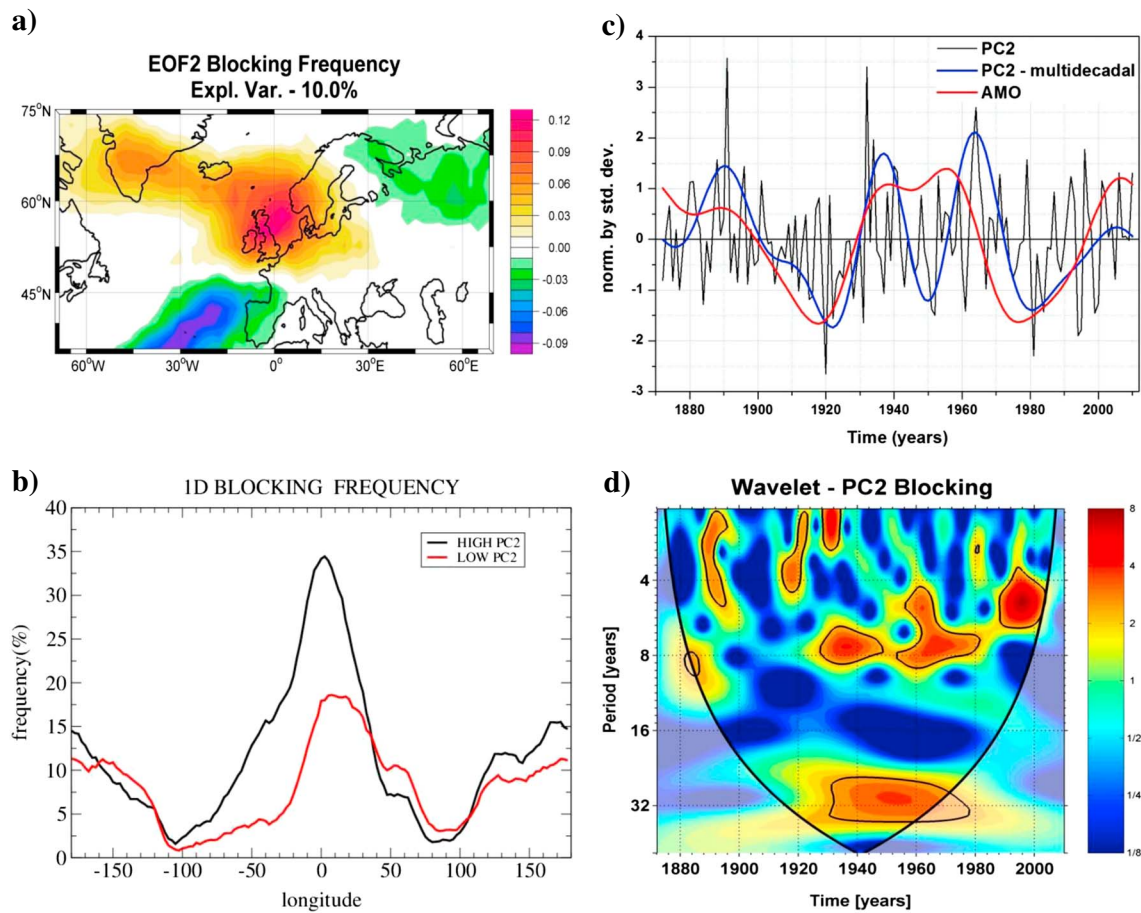 a)
EOF2 Blocking Frequency
Expl. Var. - 10.0%
75°N
60°N
45°N
60°W
30°W
0°
30°E
60°E
0.12
0.09
0.06
0.03
0.00
-0.03
-0.06
-0.09
c)
PC2
PC2 - multidecadal
AMO
norm. by std. dev.
4
3
2
1
0
-1
-2
-3
1880
1900
1920
1940
1960
1980
2000
Time (years)
b)
1D BLOCKING FREQUENCY
HIGH PC2
LOW PC2
frequency(%)
40
35
30
25
20
15
10
5
0
-150
-100
-50
0
50
100
150
longitude
d)
Wavelet - PC2 Blocking
Period [years]
4
8
16
32
1880
1900
1920
1940
1960
1980
2000
Time [years]
8
4
2
1
1/2
1/4
1/8